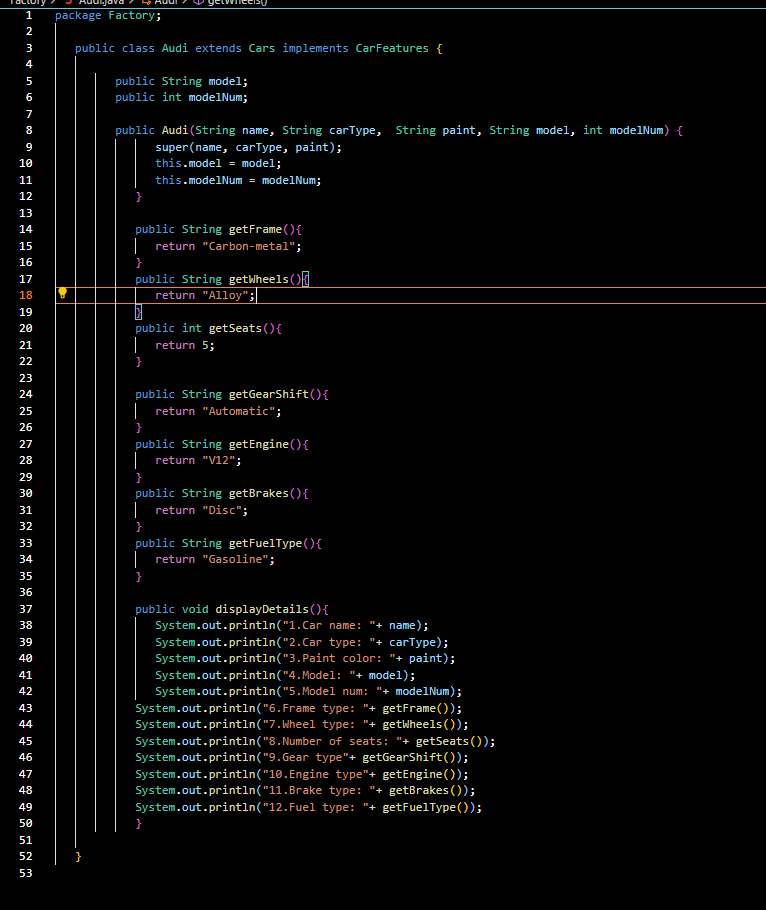 Factory > Audi.java > Audi > getWheels()
1 package Factory;
2
3 public class Audi extends Cars implements CarFeatures {
4
5 public String model;
6 public int modelNum;
7
8 public Audi(String name, String carType,  String paint, String model, int modelNum) {
9 super(name, carType, paint);
10 this.model = model;
11 this.modelNum = modelNum;
12 }
13
14 public String getFrame(){
15 return "Carbon-metal";
16 }
17 public String getWheels(){
18 return "Alloy";
19 }
20 public int getSeats(){
21 return 5;
22 }
23
24 public String getGearShift(){
25 return "Automatic";
26 }
27 public String getEngine(){
28 return "V12";
29 }
30 public String getBrakes(){
31 return "Disc";
32 }
33 public String getFuelType(){
34 return "Gasoline";
35 }
36
37 public void displayDetails(){
38 System.out.println("1.Car name: "+ name);
39 System.out.println("2.Car type: "+ carType);
40 System.out.println("3.Paint color: "+ paint);
41 System.out.println("4.Model: "+ model);
42 System.out.println("5.Model num: "+ modelNum);
43 System.out.println("6.Frame type: "+ getFrame());
44 System.out.println("7.Wheel type: "+ getWheels());
45 System.out.println("8.Number of seats: "+ getSeats());
46 System.out.println("9.Gear type"+ getGearShift());
47 System.out.println("10.Engine type"+ getEngine());
48 System.out.println("11.Brake type: "+ getBrakes());
49 System.out.println("12.Fuel type: "+ getFuelType());
50 }
51
52 }
53